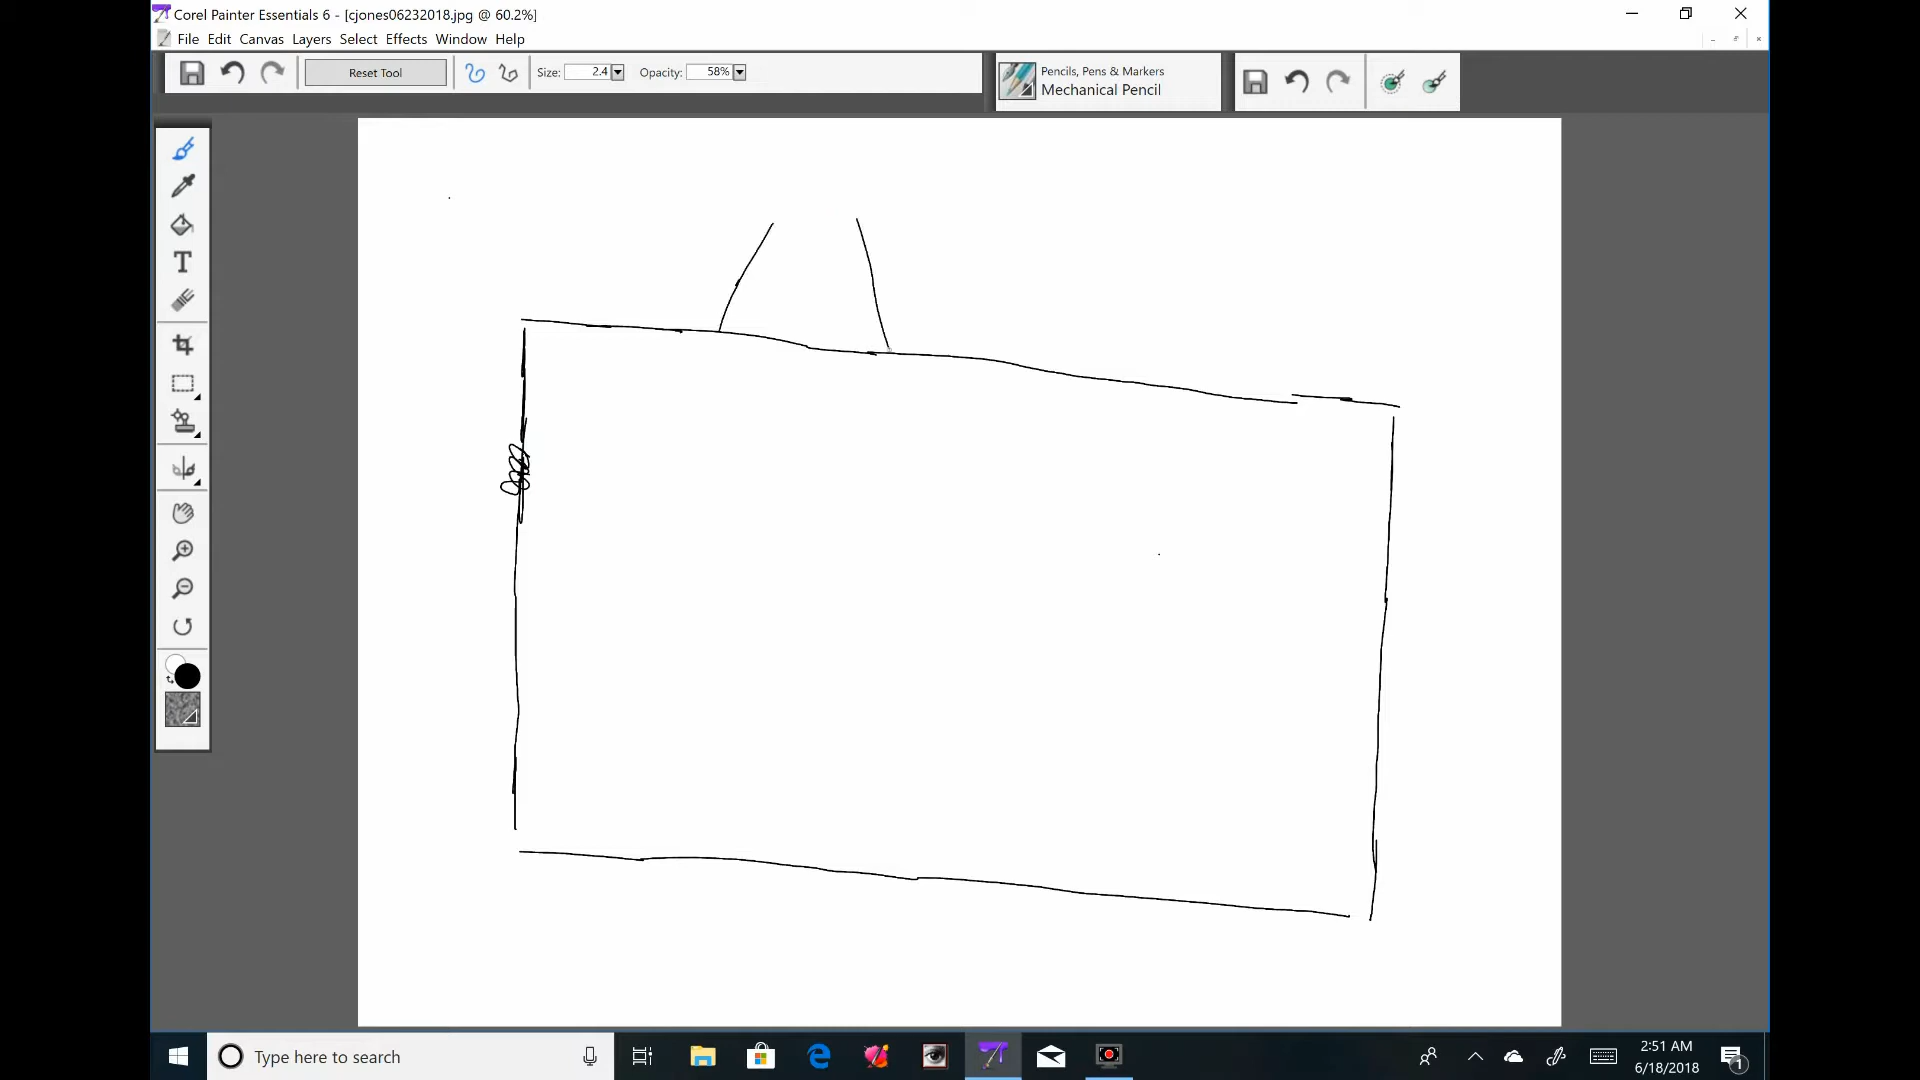 Corel Painter Essentials 6 - [cjones06232018.jpg @ 60.2%]
File Edit Canvas Layers Select Effects Window Help
Reset Tool Size: 2.4 Opacity: 58%
Pencils, Pens & Markers
Mechanical Pencil
T
Type here to search
2:51 AM
6/18/2018
1